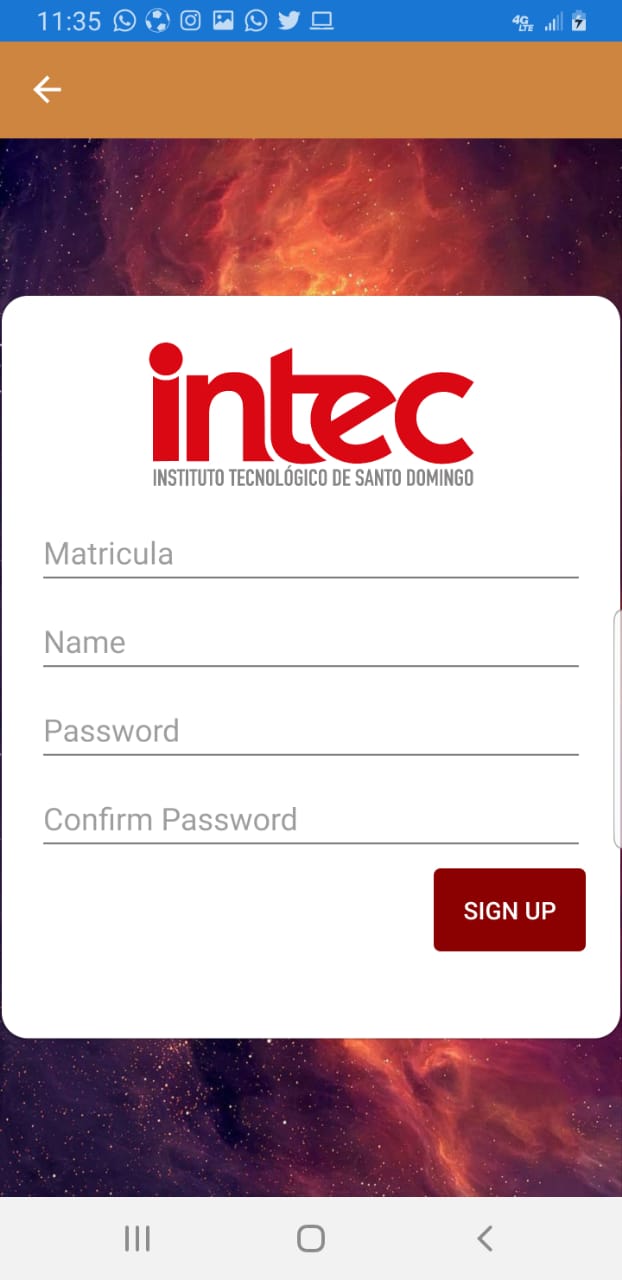 11:35
4G LTE
intec
INSTITUTO TECNOLÓGICO DE SANTO DOMINGO
Matricula
Name
Password
Confirm Password
SIGN UP